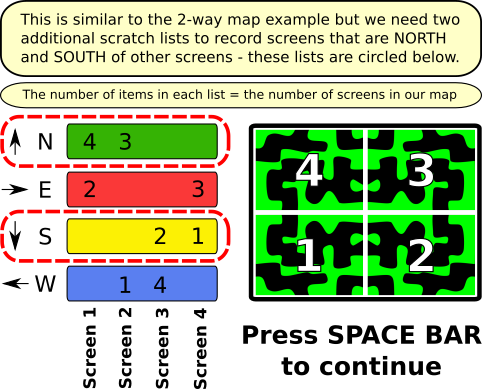 This is similar to the 2-way map example but we need two
additional scratch lists to record screens that are NORTH
and SOUTH of other screens - these lists are circled below.
The number of items in each list = the number of screens in our map
N 4 3
E 2 3
S 2 1
W 1 4
Screen 1
Screen 2
Screen 3
Screen 4
4 3
1 2
Press SPACE BAR
to continue